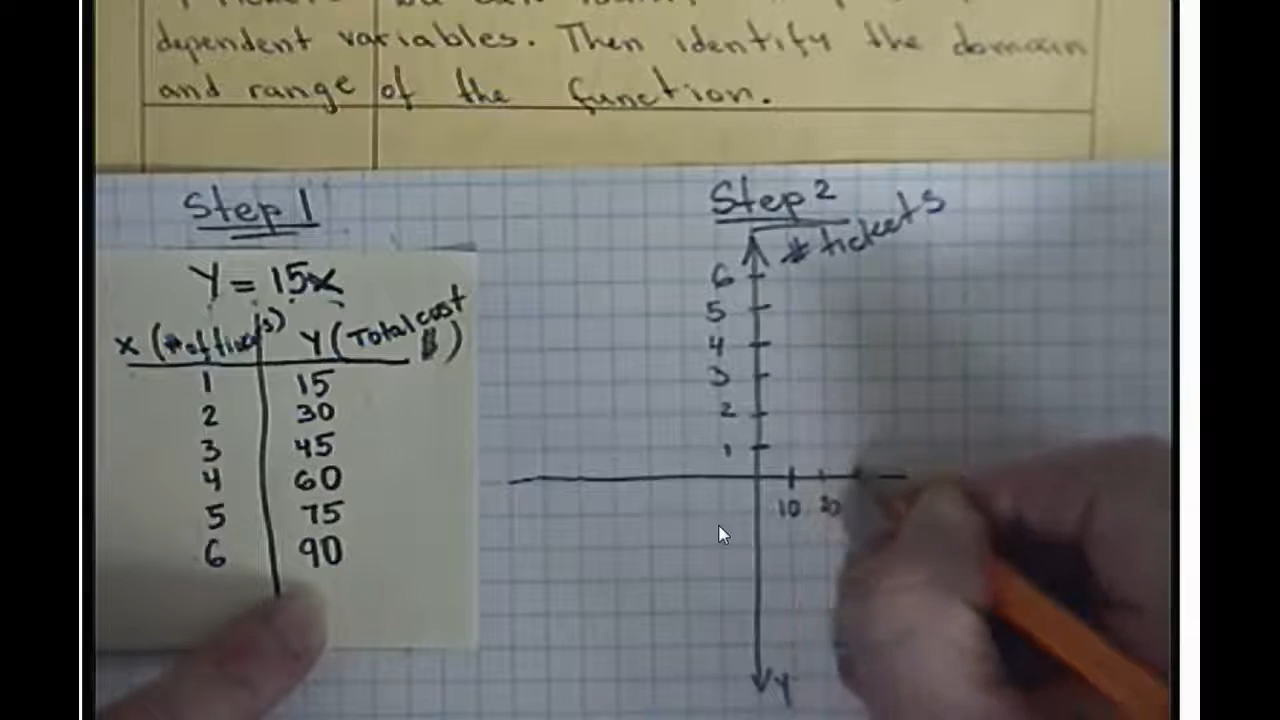 dependent variables. Then identify the domain
and range of the function.
Step 1
Y = 15x
x (# of tickets) Y (Total cost $)
1 15
2 30
3 45
4 60
5 75
6 90
Step 2
# tickets
6
5
4
3
2
1
10 20
Y